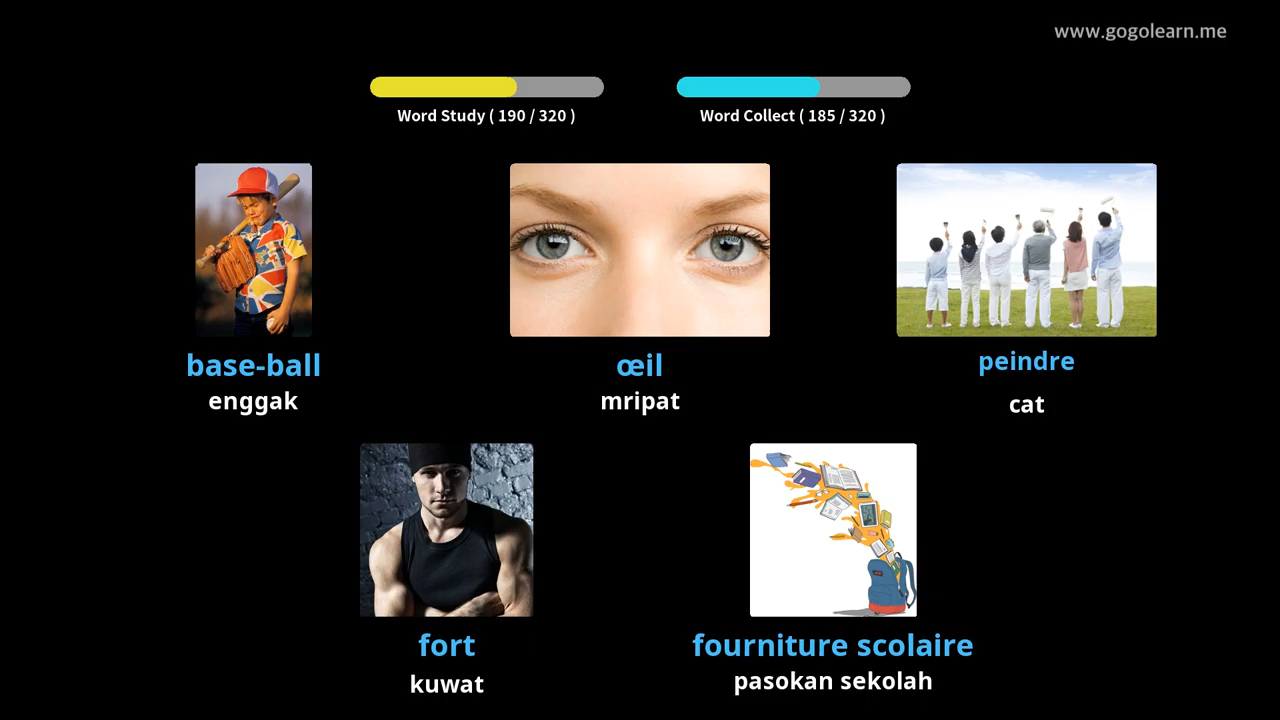 www.gogolearn.me
Word Study ( 190 / 320 )
Word Collect ( 185 / 320 )
base-ball
enggak
œil
mripat
peindre
cat
fort
kuwat
fourniture scolaire
pasokan sekolah